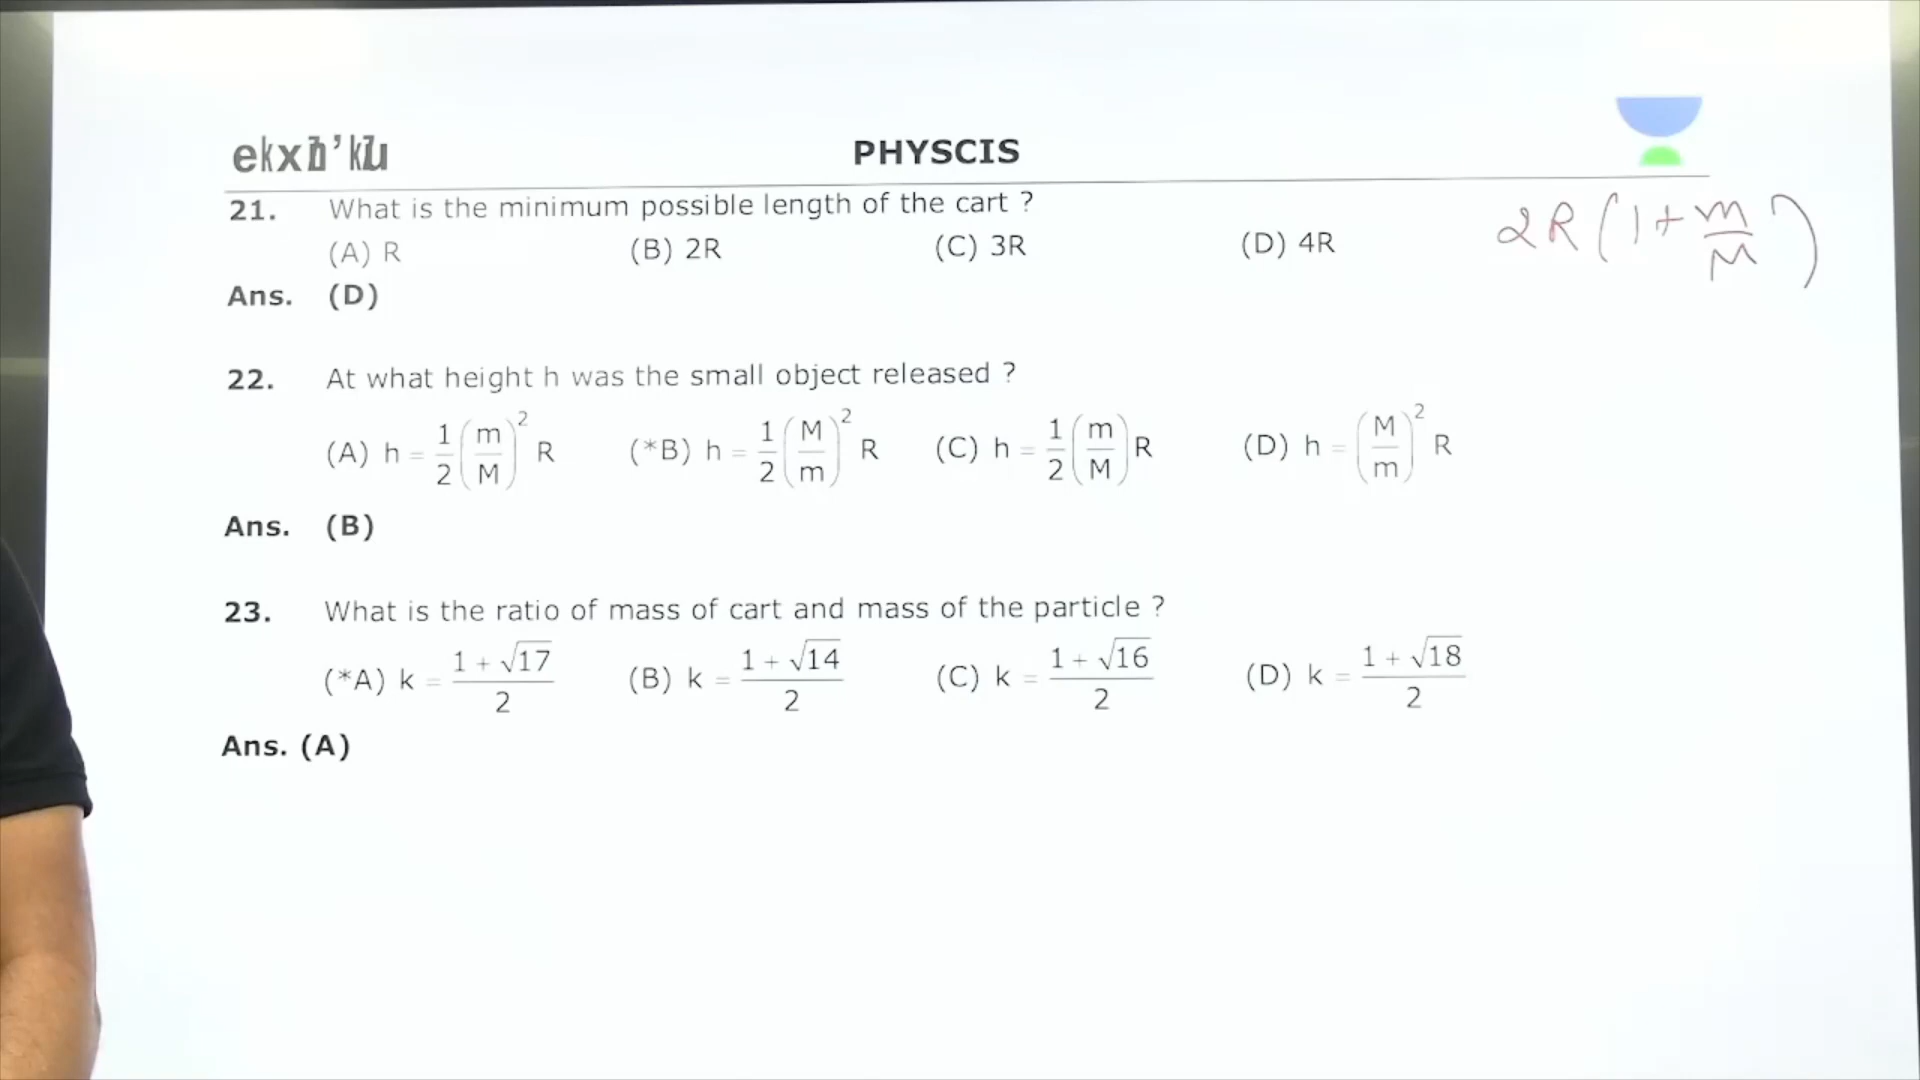 PHYSCIS
21. What is the minimum possible length of the cart ?
(A) R (B) 2R (C) 3R (D) 4R 2R(1+m/M)
Ans. (D)
22. At what height h was the small object released ?
(A) h = 1/2 (m/M)² R (*B) h = 1/2 (M/m)² R (C) h = 1/2 (m/M) R (D) h = (M/m)² R
Ans. (B)
23. What is the ratio of mass of cart and mass of the particle ?
(*A) k = (1 + √17)/2 (B) k = (1 + √14)/2 (C) k = (1 + √16)/2 (D) k = (1 + √18)/2
Ans. (A)